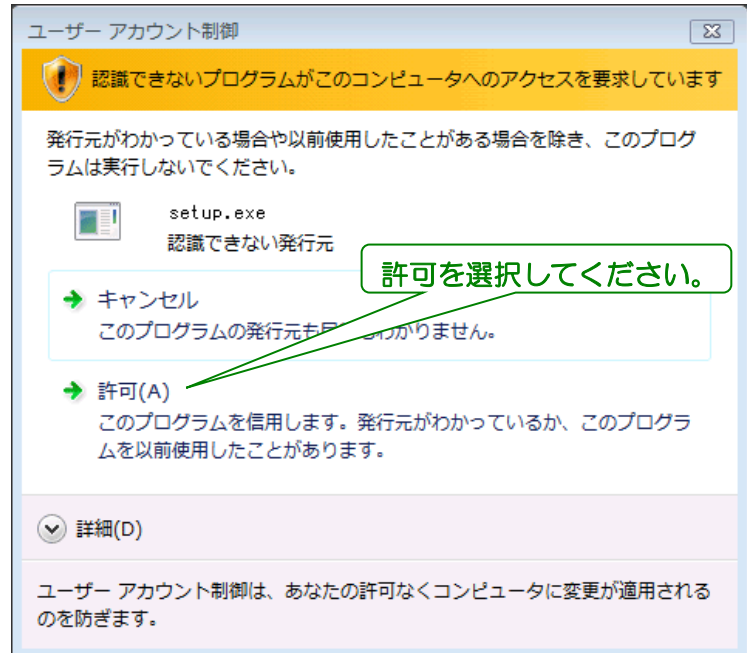 ユーザー アカウント制御
認識できないプログラムがこのコンピュータへのアクセスを要求しています
発行元がわかっている場合や以前使用したことがある場合を除き、このプログ
ラムは実行しないでください。
setup.exe
認識できない発行元
許可を選択してください。
キャンセル
このプログラムの発行元も わかりません。
許可(A)
このプログラムを信用します。発行元がわかっているか、このプログラ
ムを以前使用したことがあります。
詳細(D)
ユーザー アカウント制御は、あなたの許可なくコンピュータに変更が適用される
のを防ぎます。